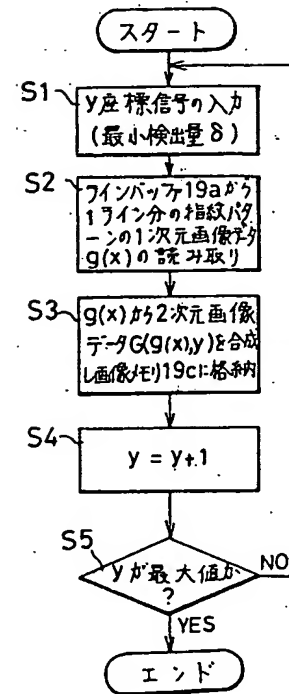 スタート
S1
y座標信号の入力
(最小検出量δ)
S2
ラインバッファ19aから
1ライン分の指紋パタ
ーンの1次元画像データ
g(x)の読み取り
S3
g(x)から2次元画像
データG(g(x),y)を合成
し画像メモリ19cに格納
S4
y = y+1
S5
yが最大値か
?
NO
YES
エンド